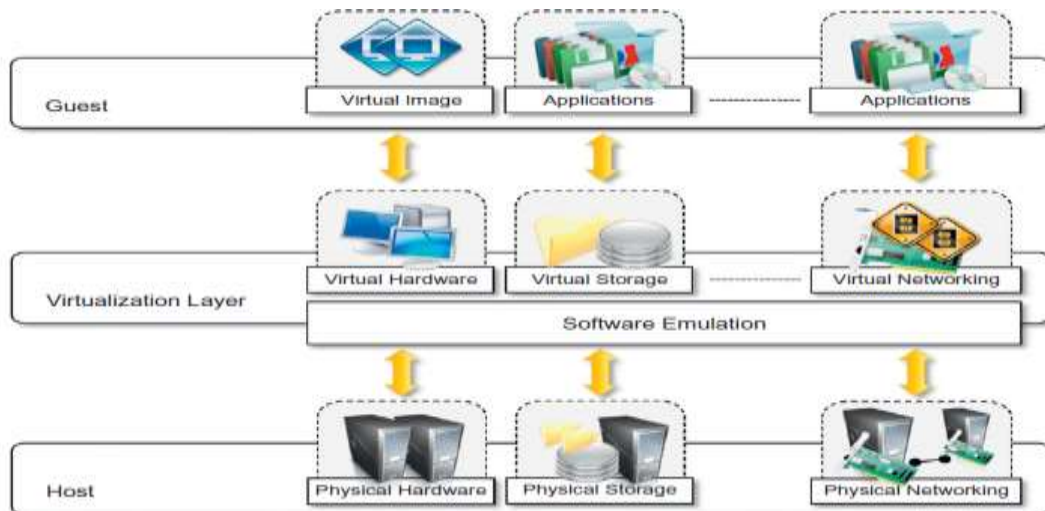 Guest
Virtual Image
Applications
Applications
Virtualization Layer
Virtual Hardware
Virtual Storage
Virtual Networking
Software Emulation
Host
Physical Hardware
Physical Storage
Physical Networking